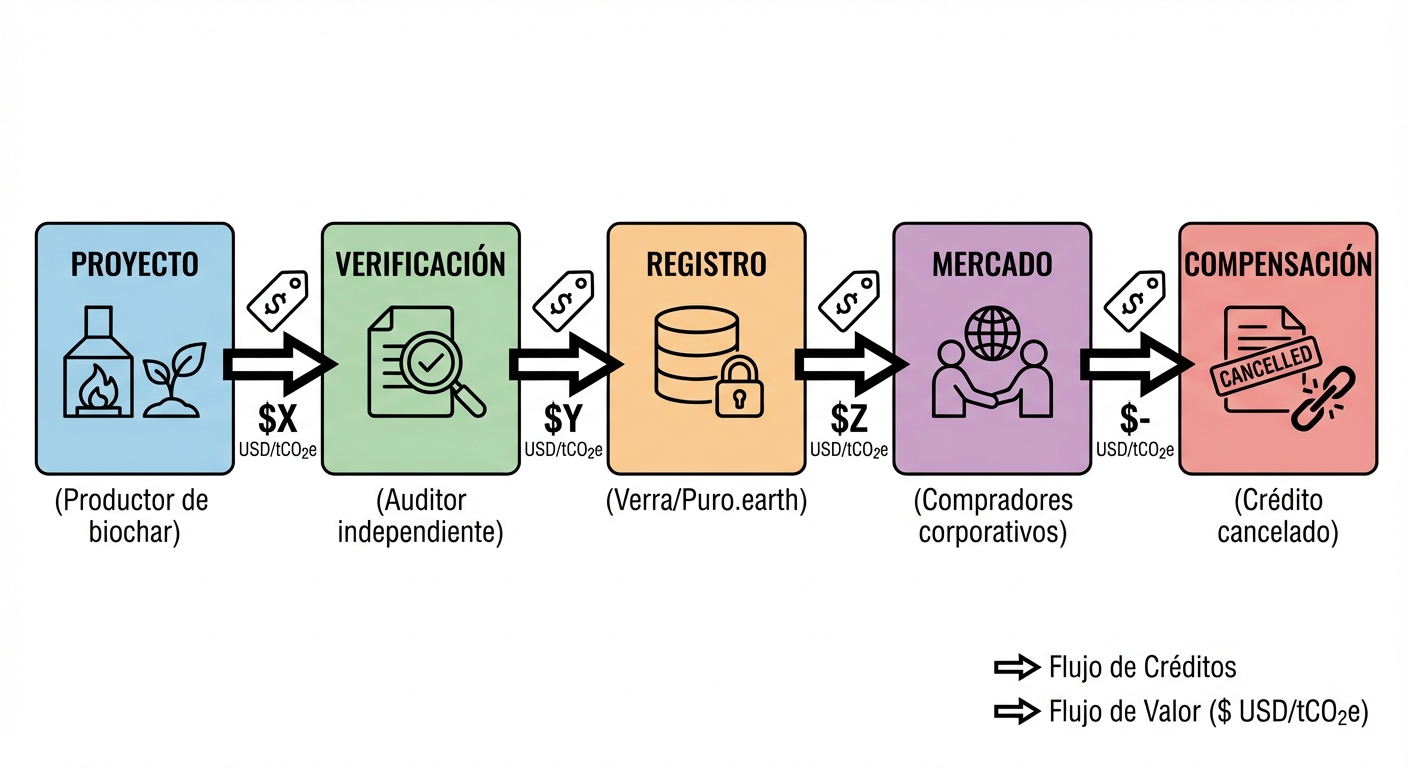 PROYECTO
VERIFICACIÓN
REGISTRO
MERCADO
COMPENSACIÓN
$
$
$
$
CANCELLED
$X
USD/tCO₂e
$Y
USD/tCO₂e
$Z
USD/tCO₂e
$-
USD/tCO₂e
(Productor de
biochar)
(Auditor
independiente)
(Verra/Puro.earth)
(Compradores
corporativos)
(Crédito
cancelado)
Flujo de Créditos
Flujo de Valor ($ USD/tCO₂e)